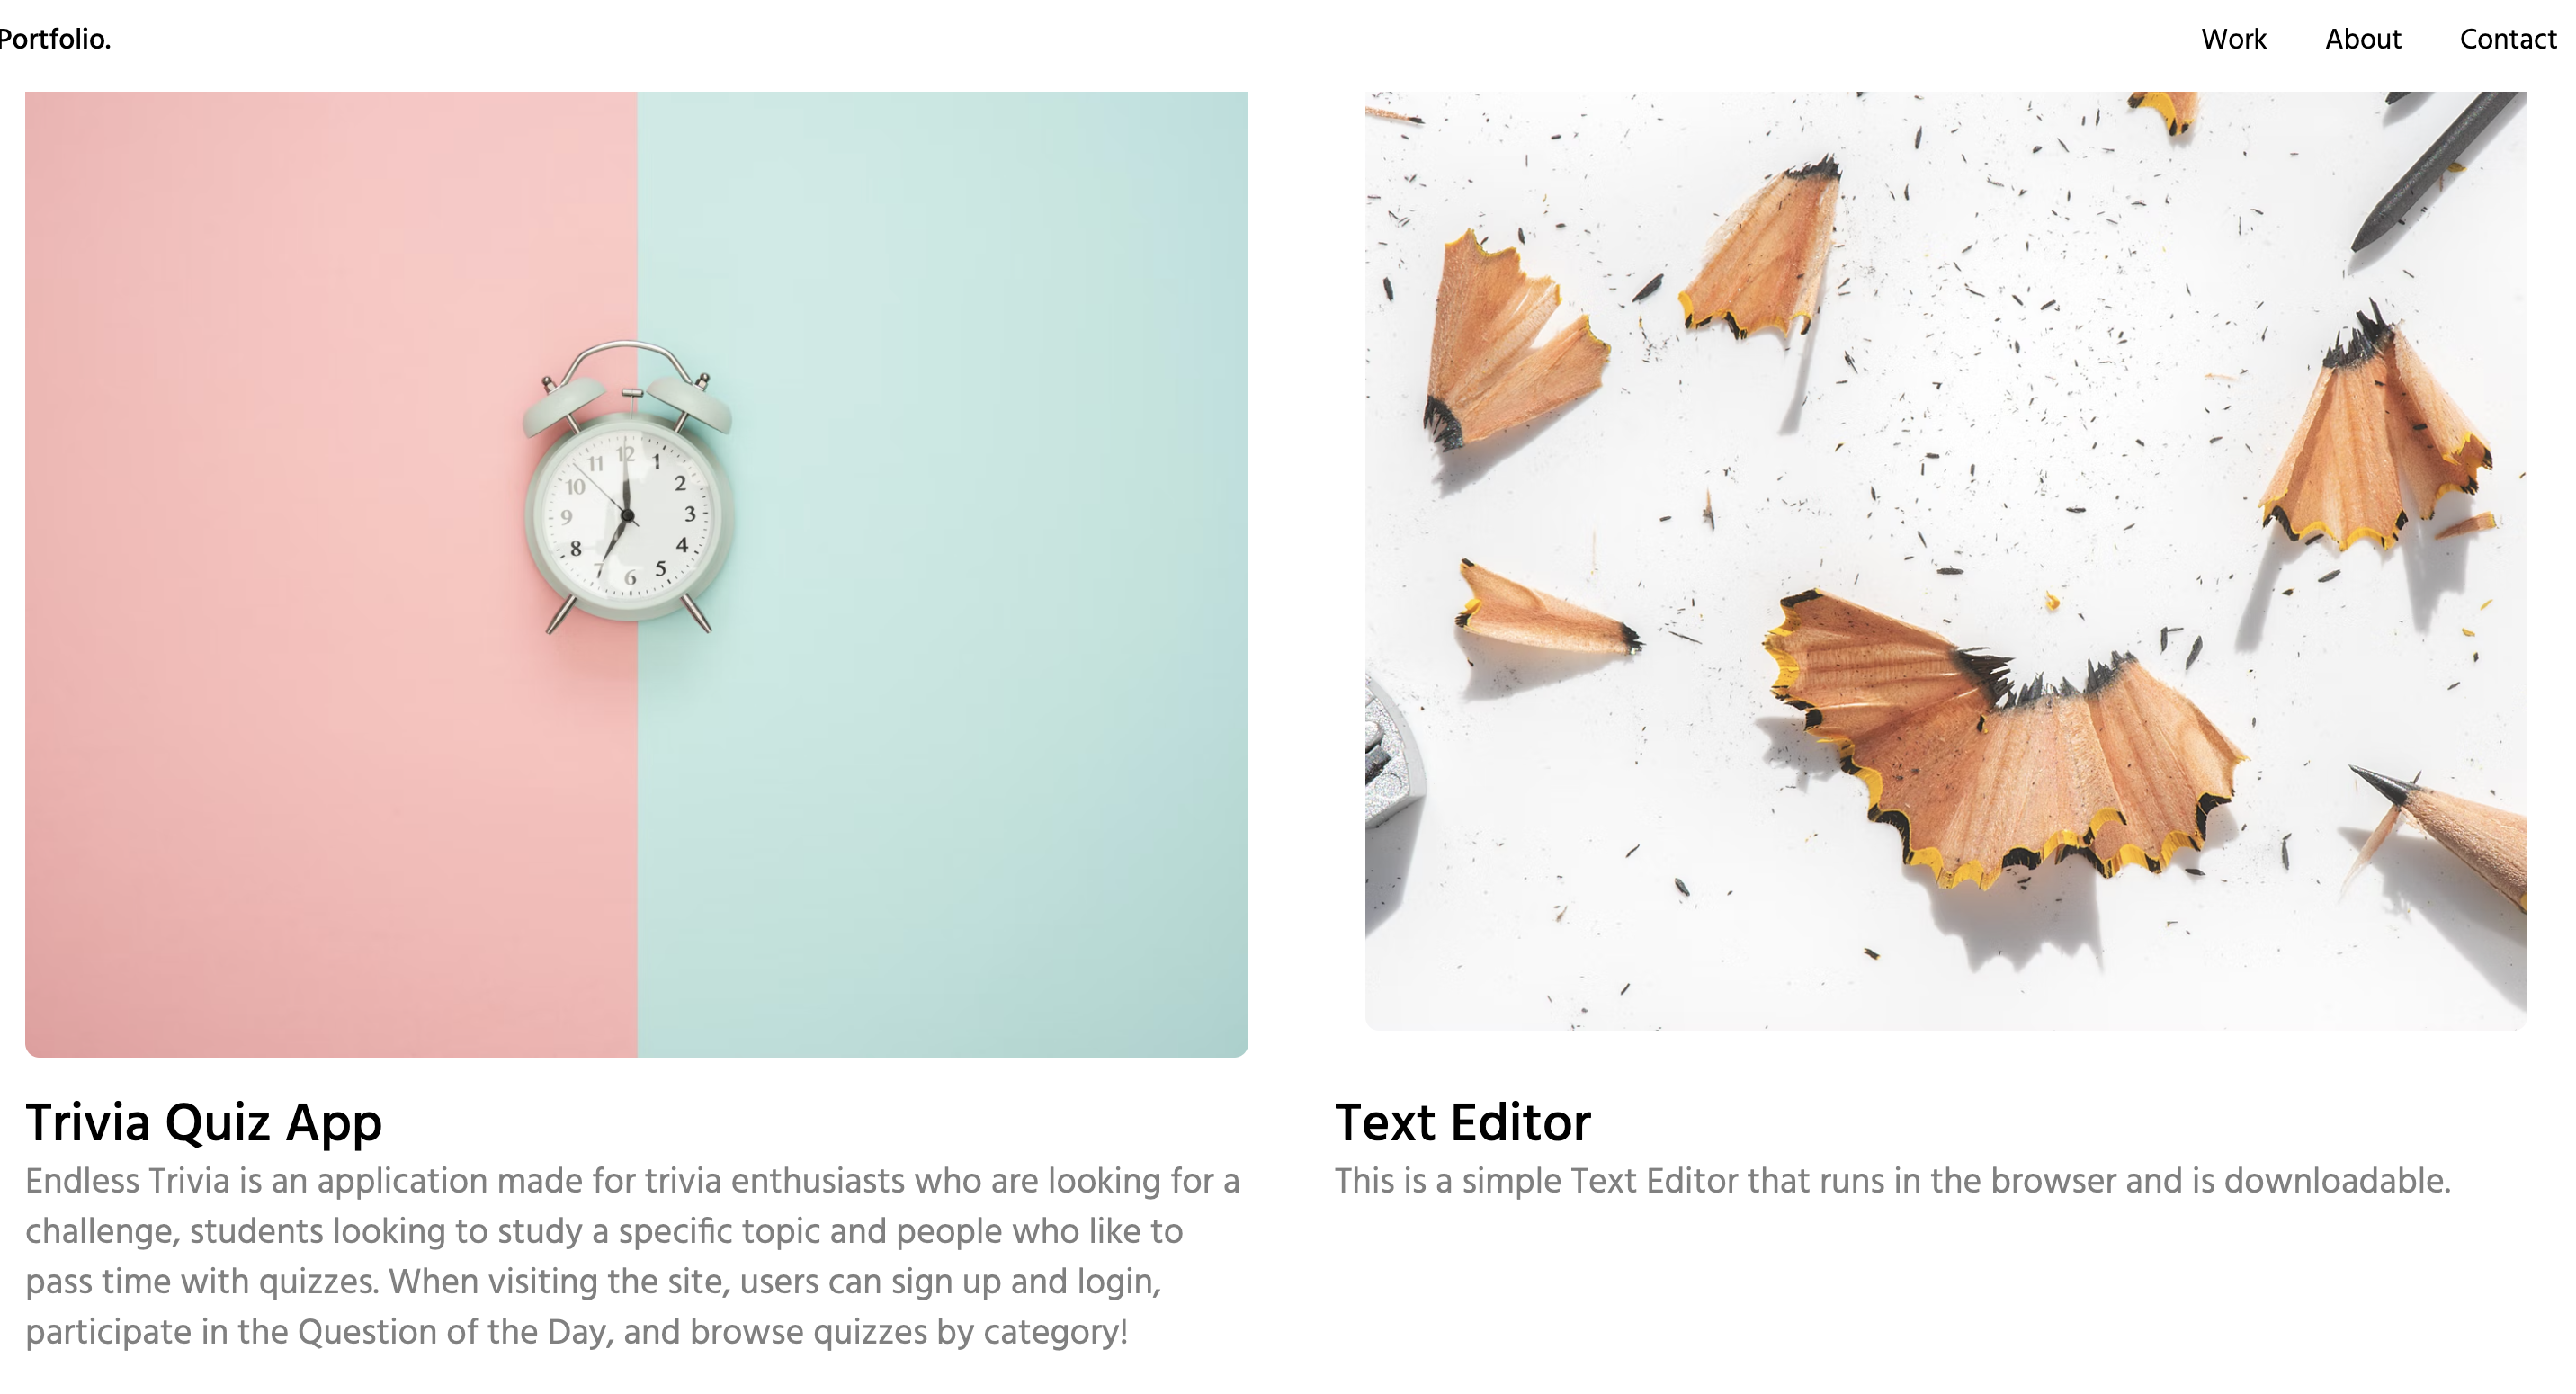 Portfolio.
Work About Contact
12
11 1
10 2
9 3
8 4
7 5
6
Trivia Quiz App
Endless Trivia is an application made for trivia enthusiasts who are looking for a
challenge, students looking to study a specific topic and people who like to
pass time with quizzes. When visiting the site, users can sign up and login,
participate in the Question of the Day, and browse quizzes by category!
Text Editor
This is a simple Text Editor that runs in the browser and is downloadable.